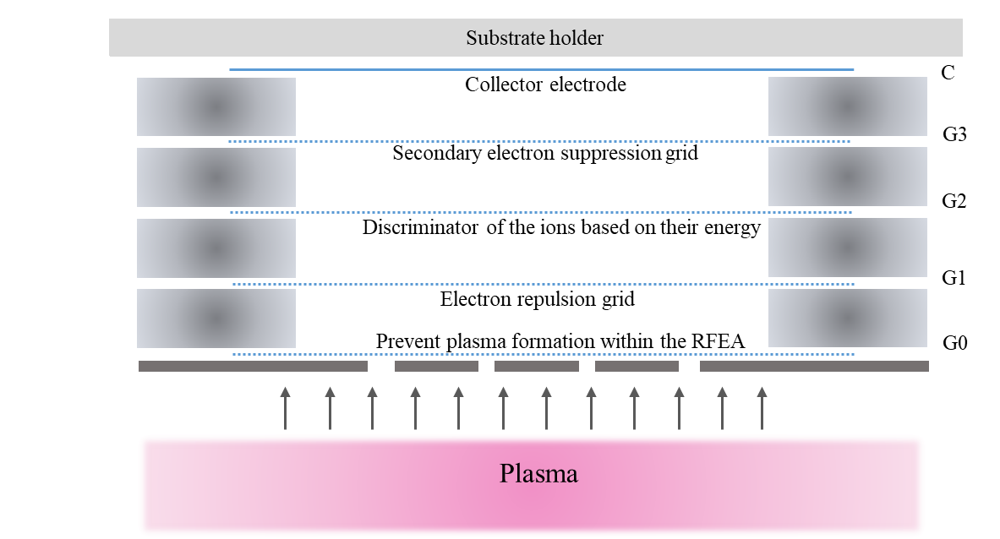 Substrate holder
C
Collector electrode
G3
Secondary electron suppression grid
G2
Discriminator of the ions based on their energy
G1
Electron repulsion grid
Prevent plasma formation within the RFEA
G0
Plasma